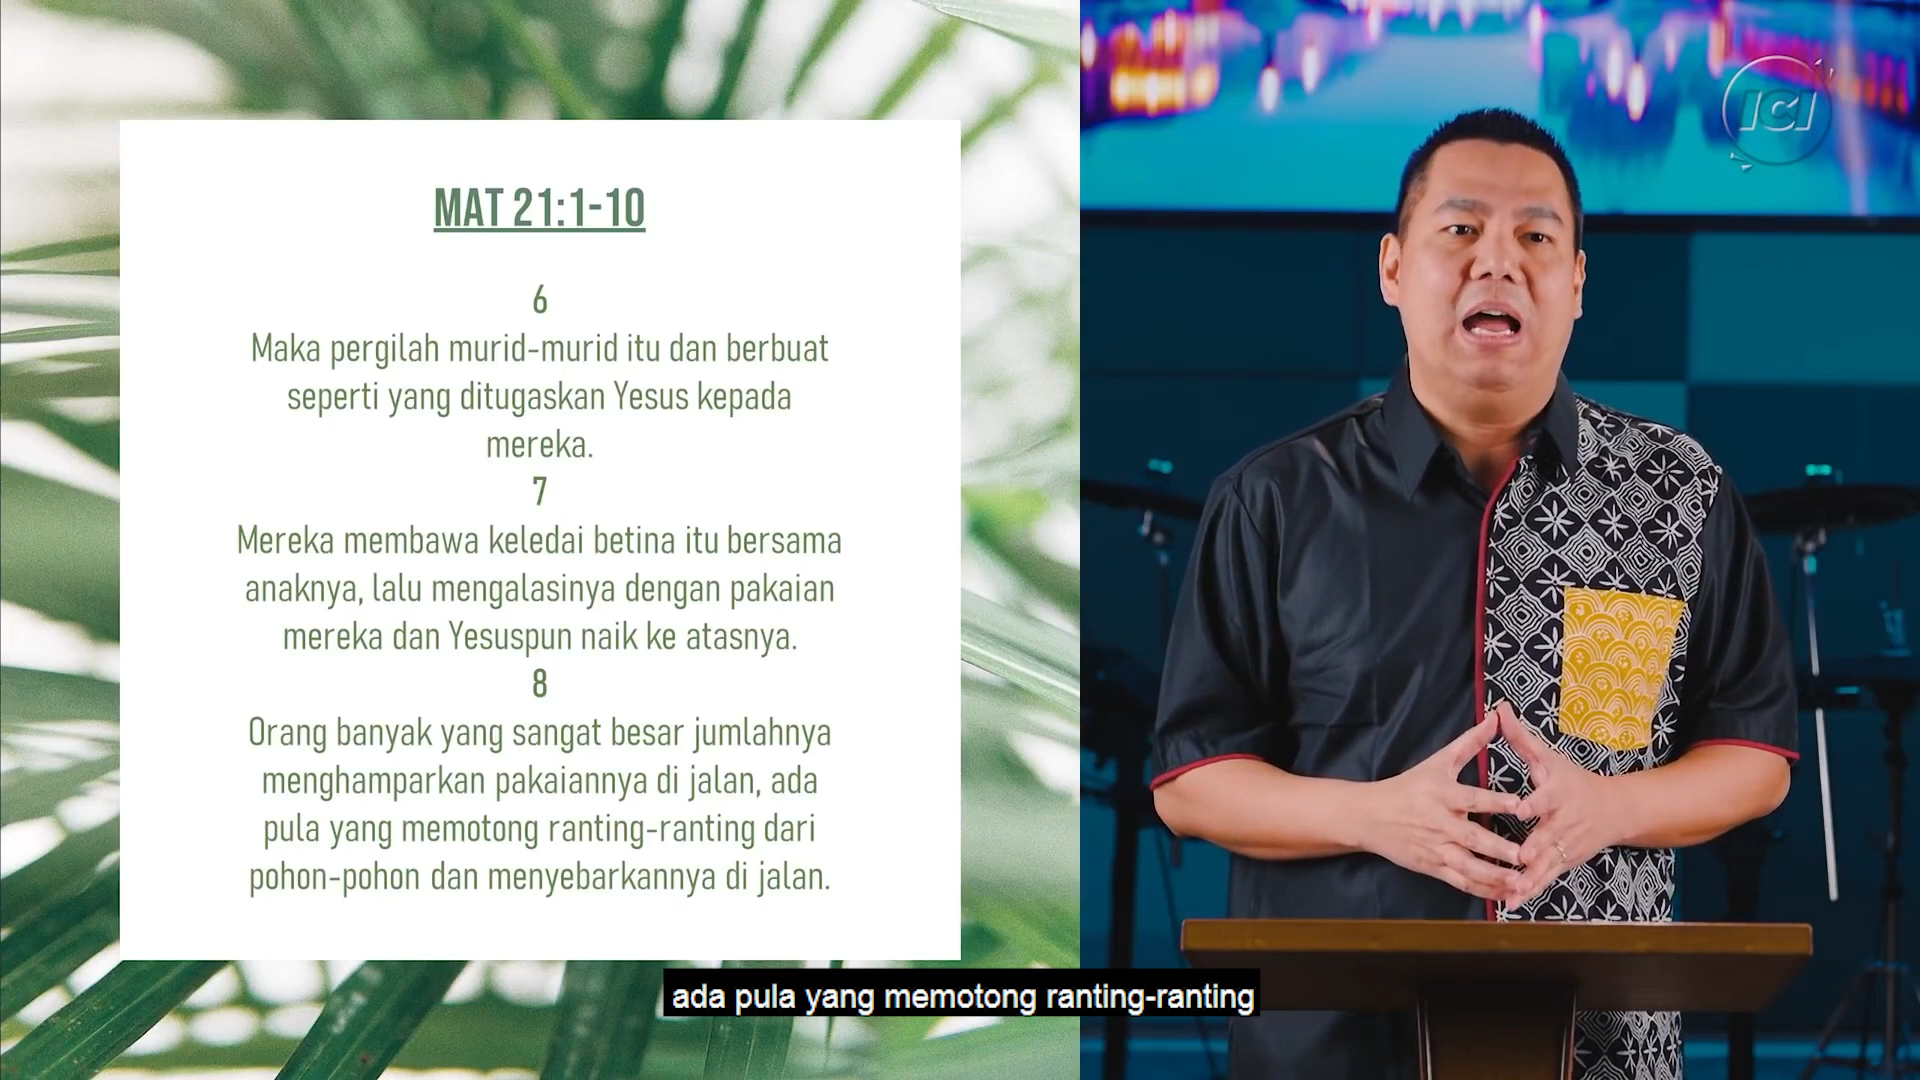 MAT 21:1-10
6
Maka pergilah murid-murid itu dan berbuat
seperti yang ditugaskan Yesus kepada
mereka.
7
Mereka membawa keledai betina itu bersama
anaknya, lalu mengalasinya dengan pakaian
mereka dan Yesuspun naik ke atasnya.
8
Orang banyak yang sangat besar jumlahnya
menghamparkan pakaiannya di jalan, ada
pula yang memotong ranting-ranting dari
pohon-pohon dan menyebarkannya di jalan.
ICI
ada pula yang memotong ranting-ranting